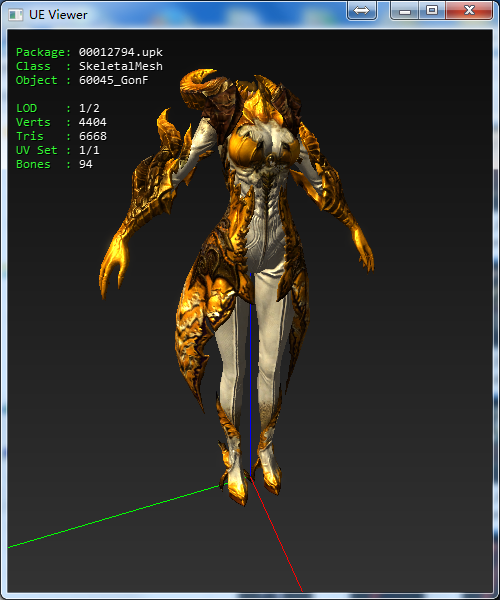 UE Viewer
Package: 00012794.upk
Class : SkeletalMesh
Object : 60045_GonF
LOD : 1/2
Verts : 4404
Tris : 6668
UV Set : 1/1
Bones : 94